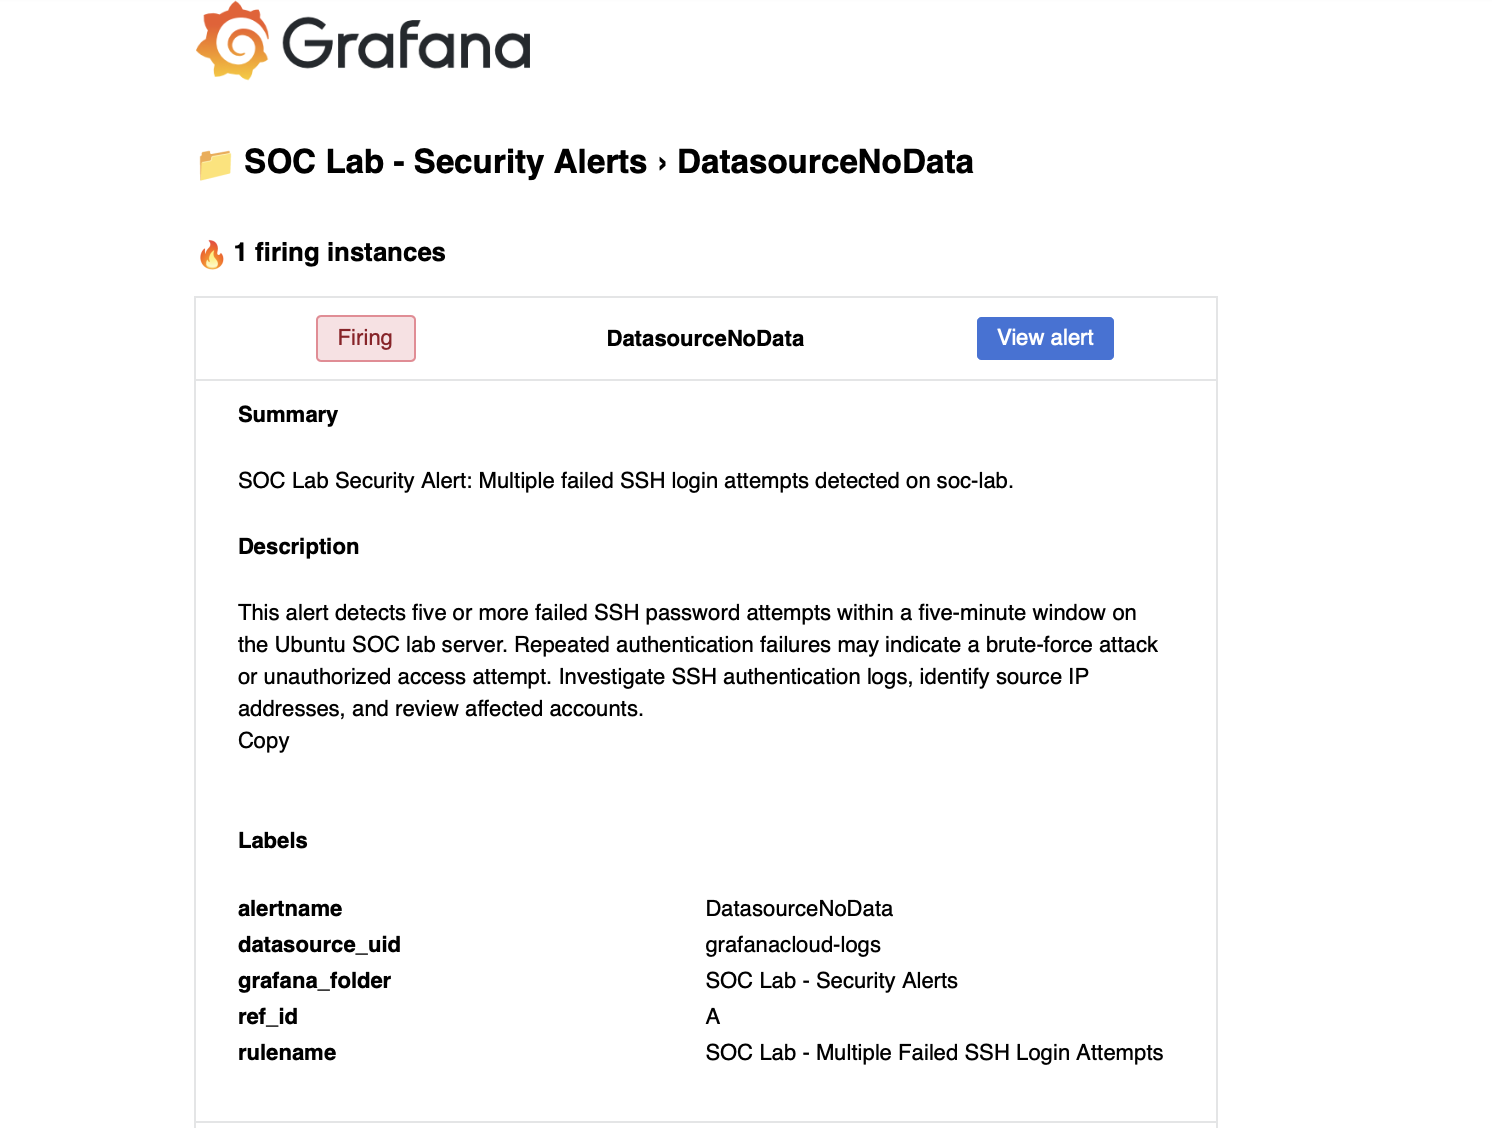 Grafana
📁 SOC Lab - Security Alerts › DatasourceNoData
🔥 1 firing instances
Firing DatasourceNoData View alert
Summary
SOC Lab Security Alert: Multiple failed SSH login attempts detected on soc-lab.
Description
This alert detects five or more failed SSH password attempts within a five-minute window on
the Ubuntu SOC lab server. Repeated authentication failures may indicate a brute-force attack
or unauthorized access attempt. Investigate SSH authentication logs, identify source IP
addresses, and review affected accounts.
Copy
Labels
alertname DatasourceNoData
datasource_uid grafanacloud-logs
grafana_folder SOC Lab - Security Alerts
ref_id A
rulename SOC Lab - Multiple Failed SSH Login Attempts